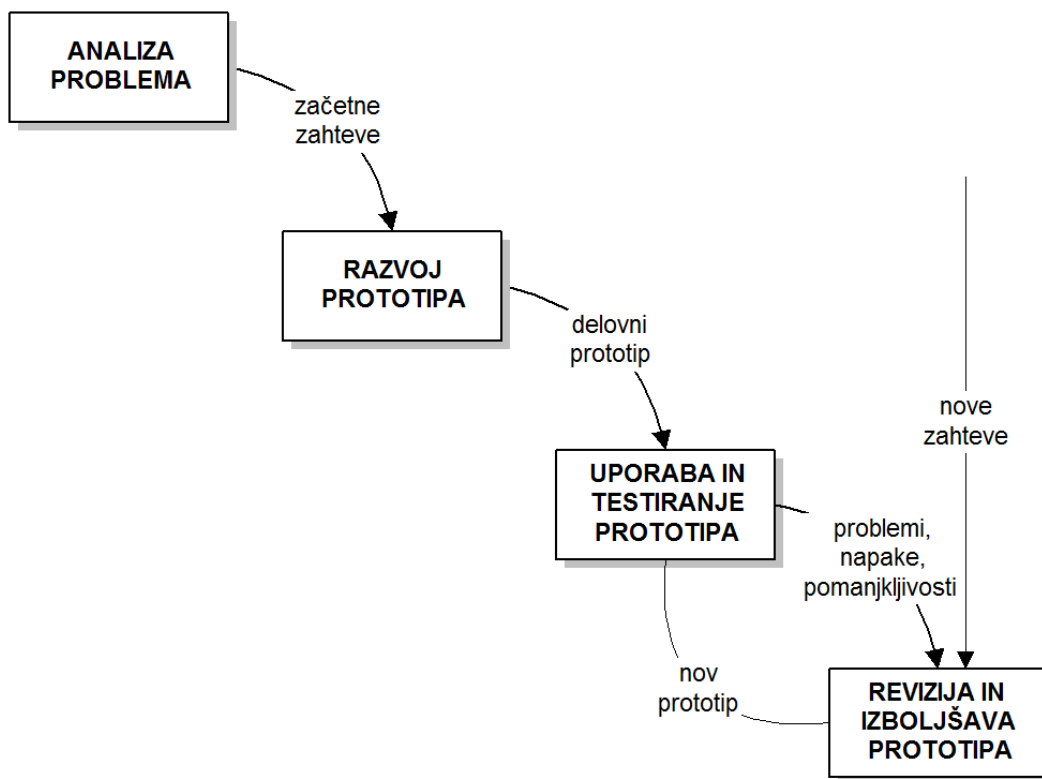 ANALIZA
PROBLEMA
začetne
zahteve
RAZVOJ
PROTOTIPA
delovni
prototip
nove
zahteve
UPORABA IN
TESTIRANJE
PROTOTIPA
problemi,
napake,
pomanjkljivosti
nov
prototip
REVIZIJA IN
IZBOLJŠAVA
PROTOTIPA